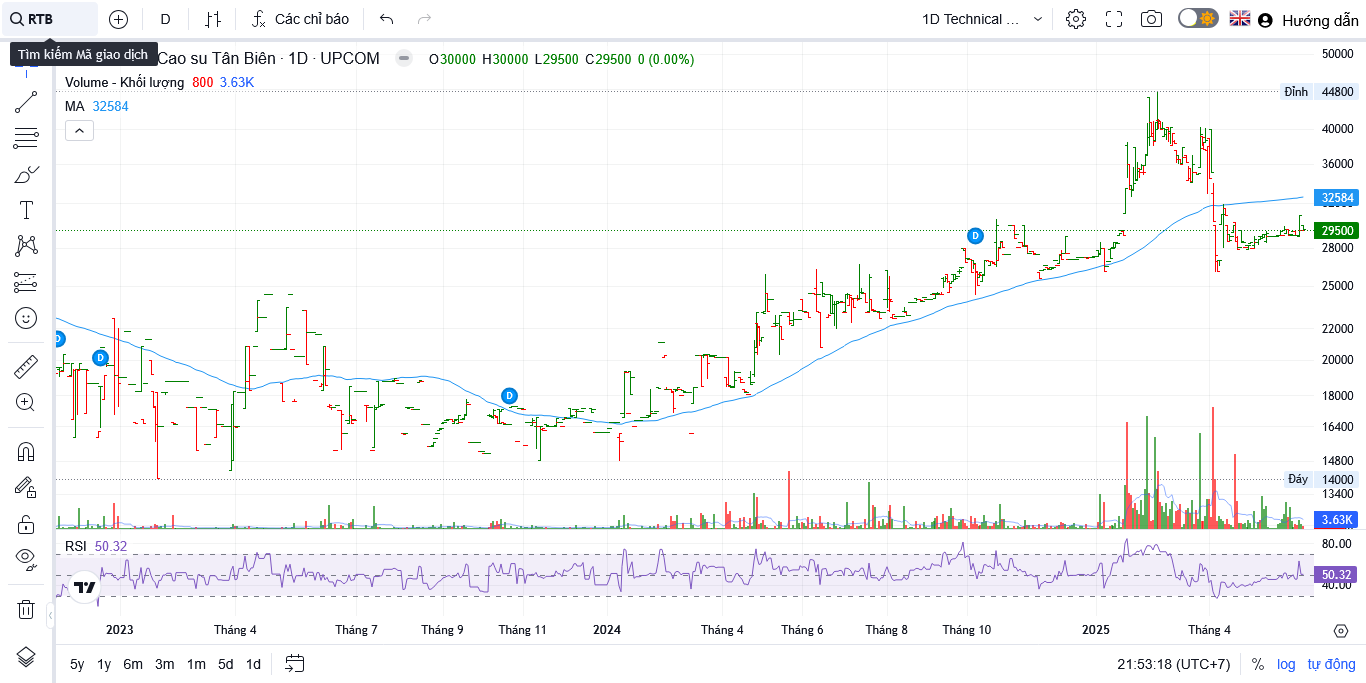 RTB D Các chỉ báo 1D Technical ... Hướng dẫn
Tìm kiếm Mã giao dịch
Cao su Tân Biên · 1D · UPCOM O30000 H30000 L29500 C29500 0 (0.00%)
Volume - Khối lượng 800 3.63K
MA 32584
50000
Đỉnh 44800
40000
36000
32584
29500
28000
25000
22000
20000
18000
16400
14800
Đáy 14000
13400
3.63K
D
D
D
D
RSI 50.32
80.00
50.32
40.00
2023 Tháng 4 Tháng 7 Tháng 9 Tháng 11 2024 Tháng 4 Tháng 6 Tháng 8 Tháng 10 2025 Tháng 4
5y 1y 6m 3m 1m 5d 1d 21:53:18 (UTC+7) % log tự động